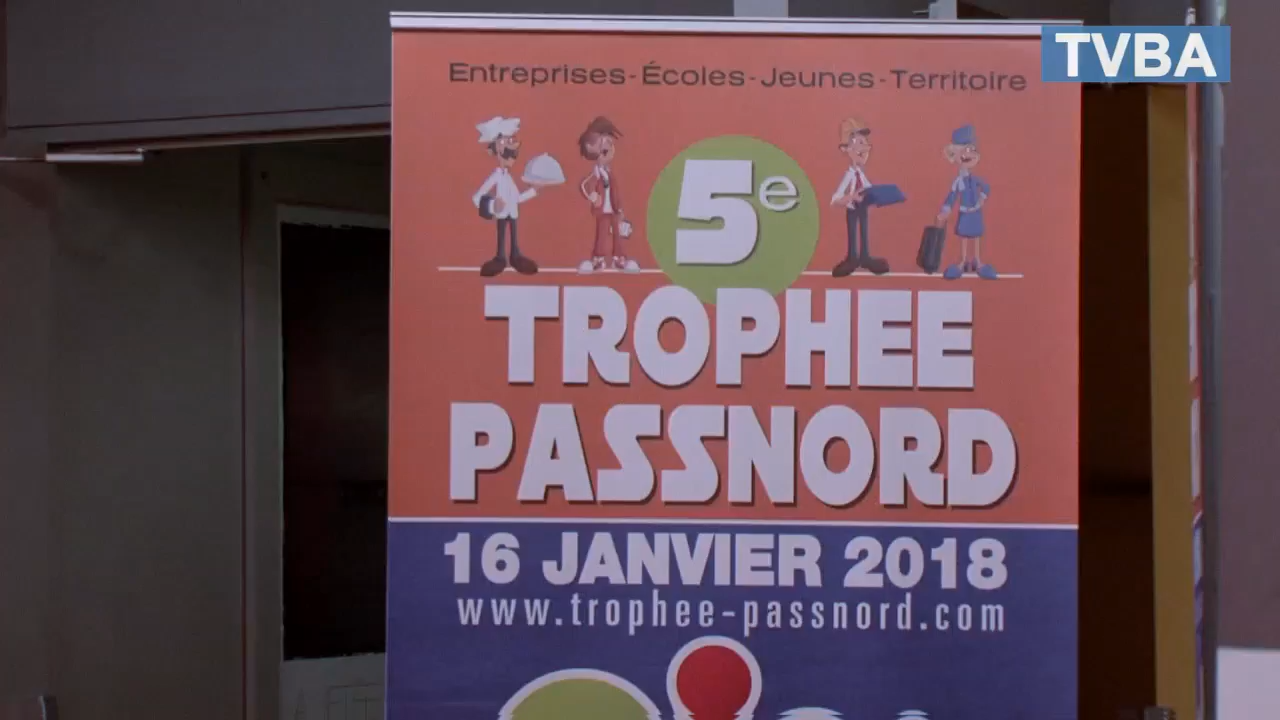 TVBA
Entreprises - Écoles - Jeunes - Territoire
5e
TROPHEE
PASSNORD
16 JANVIER 2018
www.trophee-passnord.com